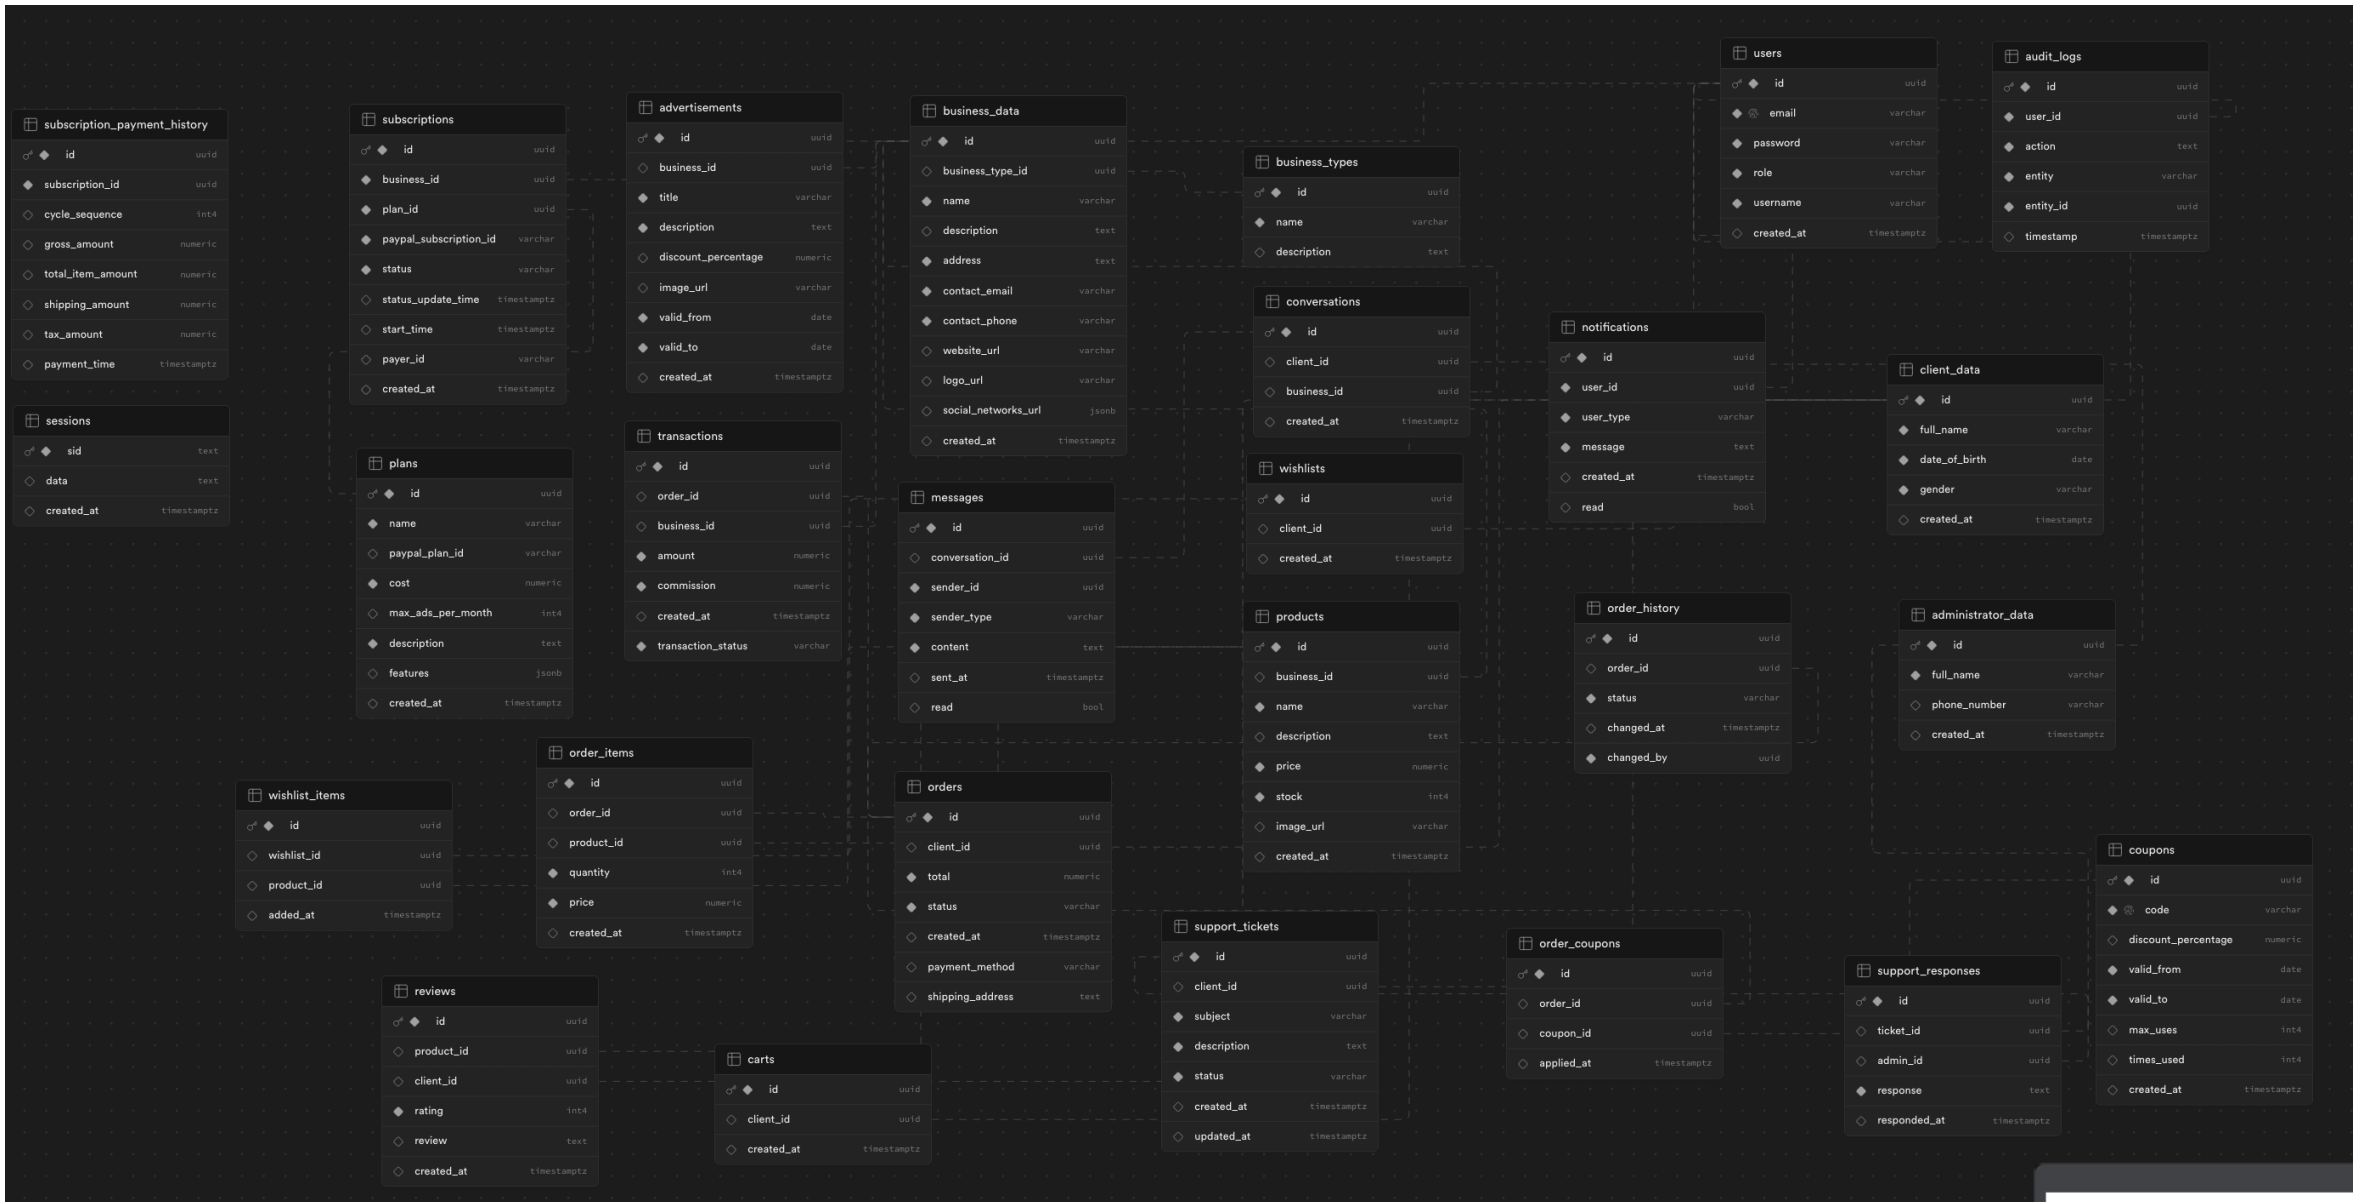 subscription_payment_history
id uuid
subscription_id uuid
cycle_sequence int4
gross_amount numeric
total_item_amount numeric
shipping_amount numeric
tax_amount numeric
payment_time timestamptz
sessions
sid text
data text
created_at timestamptz
subscriptions
id uuid
business_id uuid
plan_id uuid
paypal_subscription_id varchar
status varchar
status_update_time timestamptz
start_time timestamptz
payer_id varchar
created_at timestamptz
plans
id uuid
name varchar
paypal_plan_id varchar
cost numeric
max_ads_per_month int4
description text
features jsonb
created_at timestamptz
advertisements
id uuid
business_id uuid
title varchar
description text
discount_percentage numeric
image_url varchar
valid_from date
valid_to date
created_at timestamptz
transactions
id uuid
order_id uuid
business_id uuid
amount numeric
commission numeric
created_at timestamptz
transaction_status varchar
business_data
id uuid
business_type_id uuid
name varchar
description text
address text
contact_email varchar
contact_phone varchar
website_url varchar
logo_url varchar
social_networks_url jsonb
created_at timestamptz
messages
id uuid
conversation_id uuid
sender_id uuid
sender_type varchar
content text
sent_at timestamptz
read bool
business_types
id uuid
name varchar
description text
conversations
id uuid
client_id uuid
business_id uuid
created_at timestamptz
wishlists
id uuid
client_id uuid
created_at timestamptz
products
id uuid
business_id uuid
name varchar
description text
price numeric
stock int4
image_url varchar
created_at timestamptz
users
id uuid
email varchar
password varchar
role varchar
username varchar
created_at timestamptz
audit_logs
id uuid
user_id uuid
action text
entity varchar
entity_id uuid
timestamp timestamptz
notifications
id uuid
user_id uuid
user_type varchar
message text
created_at timestamptz
read bool
client_data
id uuid
full_name varchar
date_of_birth date
gender varchar
created_at timestamptz
order_history
id uuid
order_id uuid
status varchar
changed_at timestamptz
changed_by uuid
administrator_data
id uuid
full_name varchar
phone_number varchar
created_at timestamptz
wishlist_items
id uuid
wishlist_id uuid
product_id uuid
added_at timestamptz
order_items
id uuid
order_id uuid
product_id uuid
quantity int4
price numeric
created_at timestamptz
orders
id uuid
client_id uuid
total numeric
status varchar
created_at timestamptz
payment_method varchar
shipping_address text
reviews
id uuid
product_id uuid
client_id uuid
rating int4
review text
created_at timestamptz
carts
id uuid
client_id uuid
created_at timestamptz
support_tickets
id uuid
client_id uuid
subject varchar
description text
status varchar
created_at timestamptz
updated_at timestamptz
order_coupons
id uuid
order_id uuid
coupon_id uuid
applied_at timestamptz
support_responses
id uuid
ticket_id uuid
admin_id uuid
response text
responded_at timestamptz
coupons
id uuid
code varchar
discount_percentage numeric
valid_from date
valid_to date
max_uses int4
times_used int4
created_at timestamptz